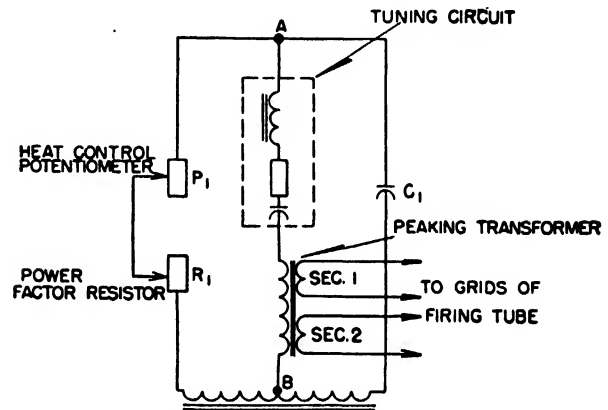 TUNING CIRCUIT
A
HEAT CONTROL
POTENTIOMETER
P1
C1
PEAKING TRANSFORMER
POWER
FACTOR RESISTOR
R1
SEC. 1
SEC. 2
TO GRIDS OF
FIRING TUBE
B